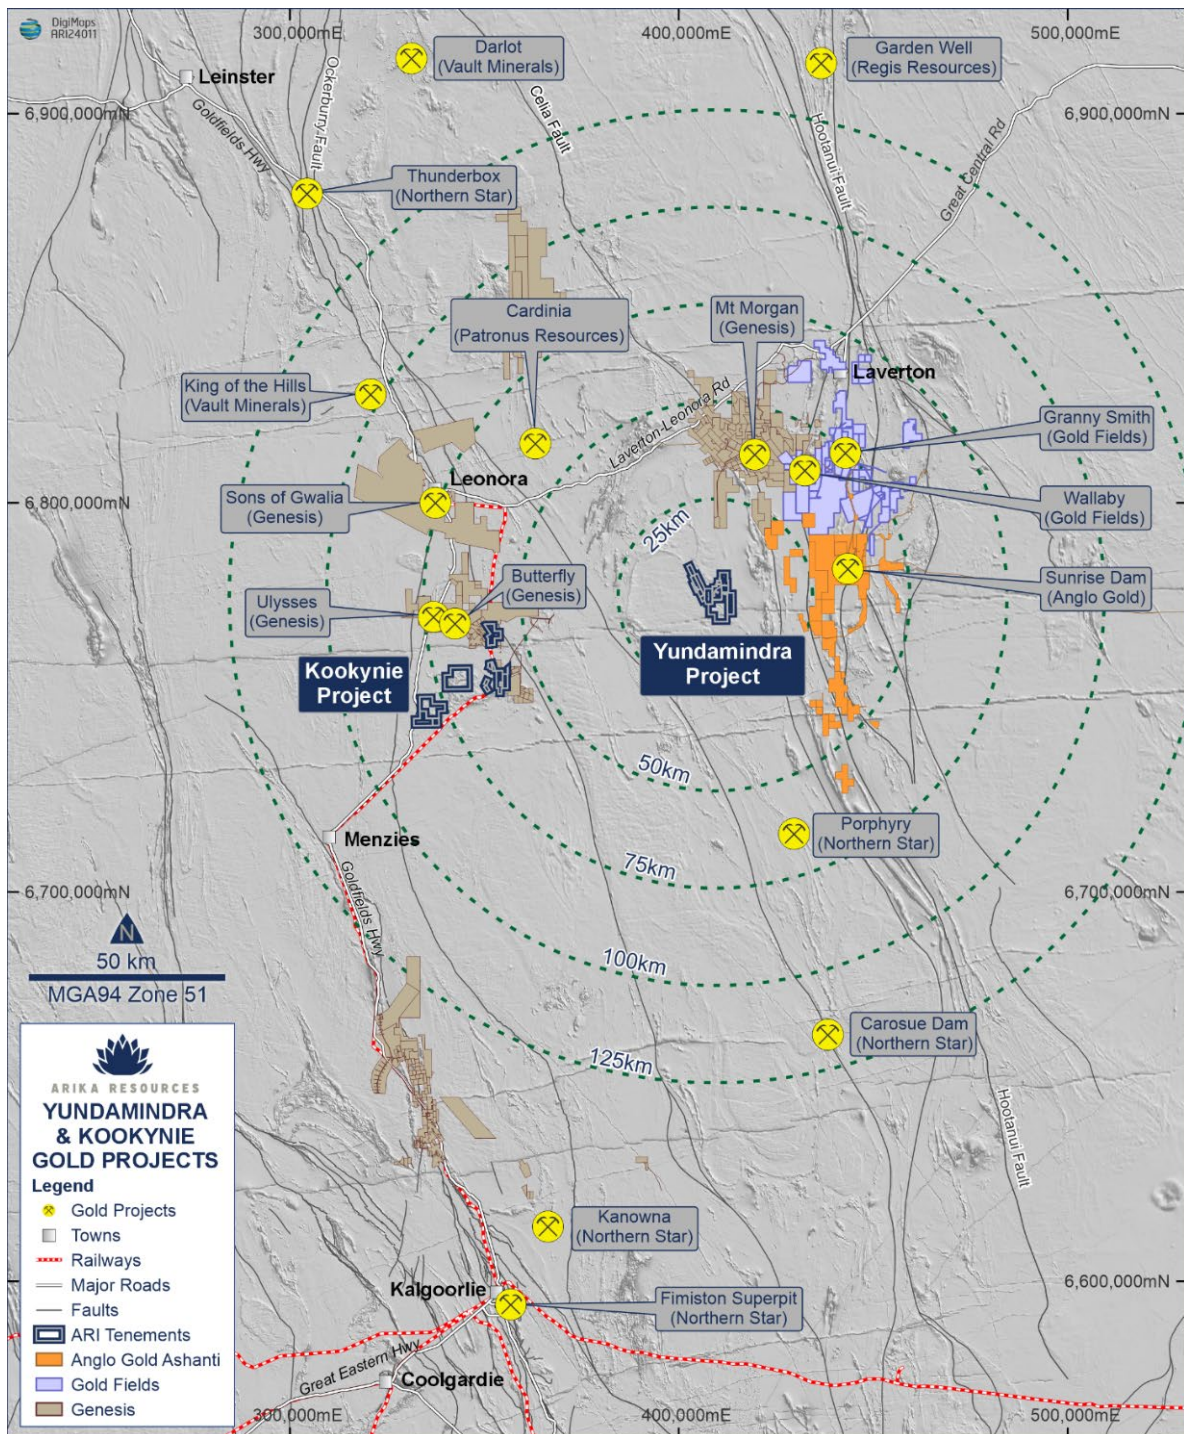 DigiMaps
ARI24011
300,000mE
400,000mE
500,000mE
Darlot
(Vault Minerals)
Garden Well
(Regis Resources)
Leinster
Ockerburry Fault
Goldfields Hwy
Celia Fault
Hootanui Fault
Great Central Rd
6,900,000mN
6,900,000mN
Thunderbox
(Northern Star)
Cardinia
(Patronus Resources)
Mt Morgan
(Genesis)
Laverton
King of the Hills
(Vault Minerals)
Laverton-Leonora Rd
Granny Smith
(Gold Fields)
Leonora
Sons of Gwalia
(Genesis)
6,800,000mN
6,800,000mN
Wallaby
(Gold Fields)
25km
Butterfly
(Genesis)
Sunrise Dam
(Anglo Gold)
Ulysses
(Genesis)
Kookynie
Project
Yundamindra
Project
50km
Menzies
Porphyry
(Northern Star)
75km
Goldfields Hwy
6,700,000mN
6,700,000mN
N
50 km
MGA94 Zone 51
100km
Carosue Dam
(Northern Star)
125km
Hootanui Fault
ARIKA RESOURCES
YUNDAMINDRA
& KOOKYNIE
GOLD PROJECTS
Legend
Gold Projects
Towns
Railways
Major Roads
Faults
ARI Tenements
Anglo Gold Ashanti
Gold Fields
Genesis
Kanowna
(Northern Star)
Kalgoorlie
6,600,000mN
Fimiston Superpit
(Northern Star)
Great Eastern Hwy
Coolgardie
300,000mE
400,000mE
500,000mE